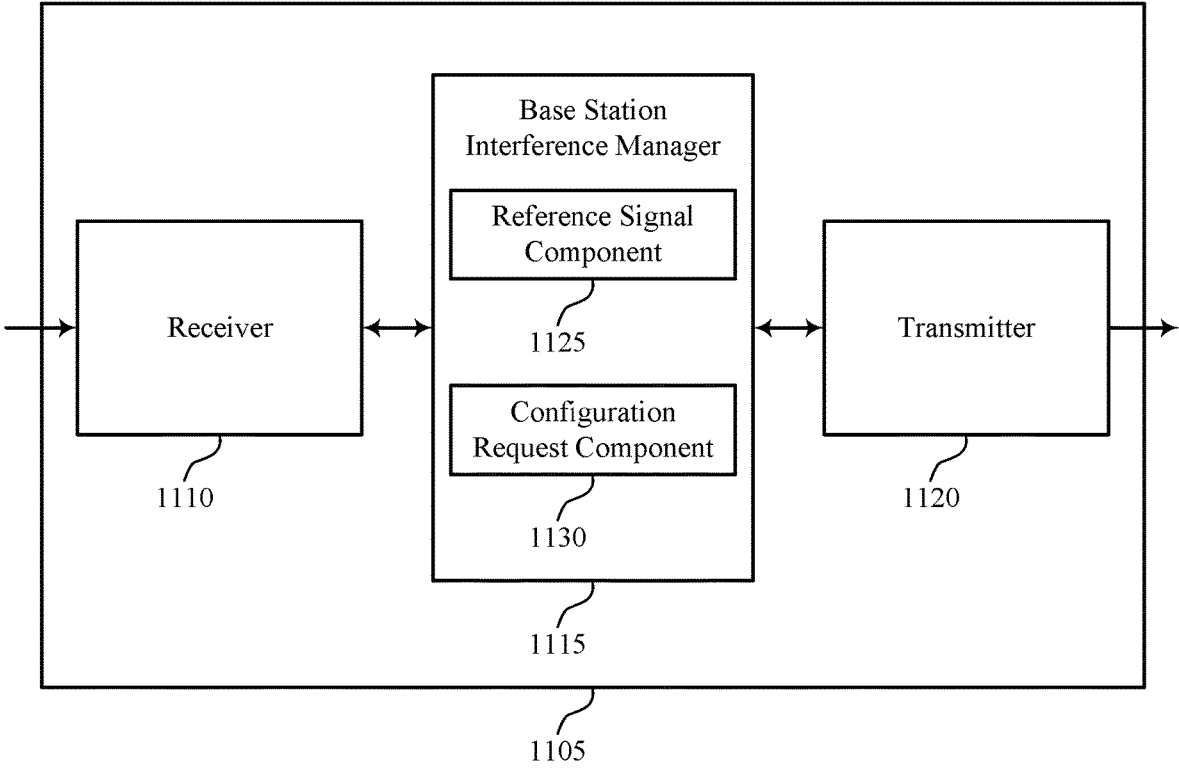 Base Station
Interference Manager
Reference Signal
Component
1125
Receiver
Transmitter
Configuration
Request Component
1110
1130
1120
1115
1105